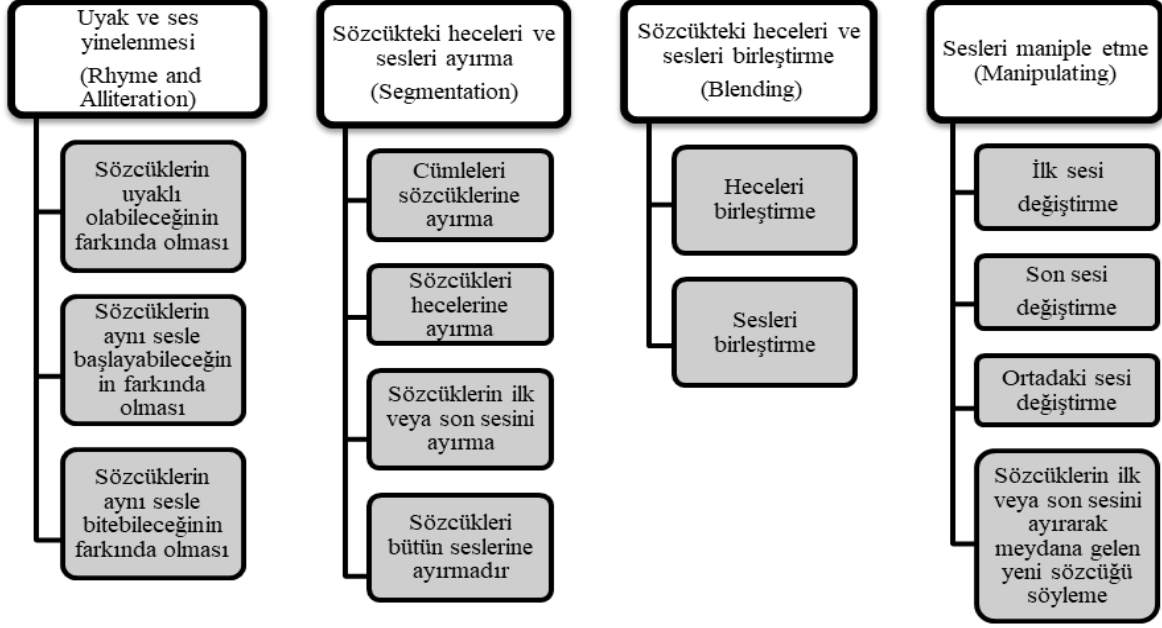 Uyak ve ses
yinelenmesi
(Rhyme and
Alliteration)
Sözcüklerin
uyaklı
olabileceğinin
farkında olması
Sözcüklerin
aynı sesle
başlayabileceğin
in farkında
olması
Sözcüklerin
aynı sesle
bitebileceğinin
farkında olması
Sözcükteki heceleri ve
sesleri ayırma
(Segmentation)
Cümleleri
sözcüklerine
ayırma
Sözcükleri
hecelerine
ayırma
Sözcüklerin ilk
veya son sesini
ayırma
Sözcükleri
bütün seslerine
ayırmadır
Sözcükteki heceleri ve
sesleri birleştirme
(Blending)
Heceleri
birleştirme
Sesleri
birleştirme
Sesleri maniple etme
(Manipulating)
İlk sesi
değiştirme
Son sesi
değiştirme
Ortadaki sesi
değiştirme
Sözcüklerin ilk
veya son sesini
ayırarak
meydana gelen
yeni sözcüğü
söyleme